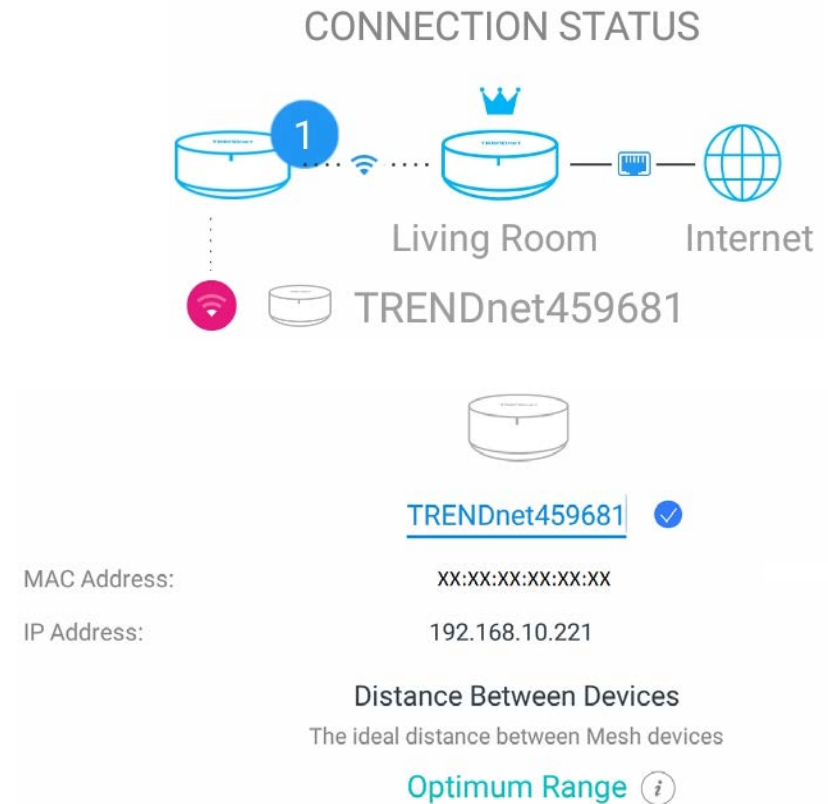 CONNECTION STATUS
1
Living Room
Internet
TRENDnet459681
TRENDnet459681
MAC Address:
XX:XX:XX:XX:XX:XX
IP Address:
192.168.10.221
Distance Between Devices
The ideal distance between Mesh devices
Optimum Range i